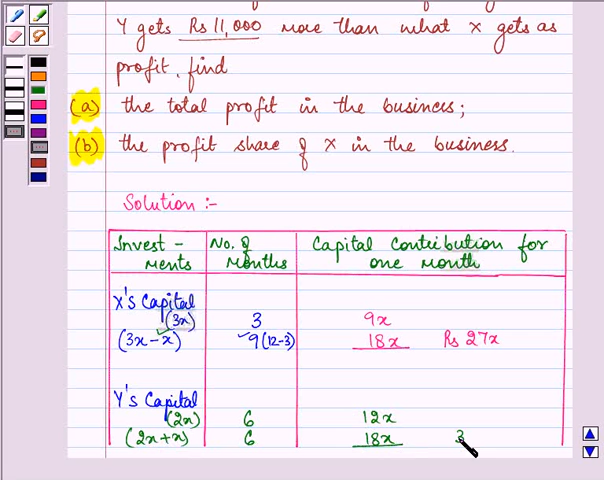 Y gets Rs 11,000 more than what X gets as
profit, find
(a) the total profit in the business;
(b) the profit share of X in the business.
Solution :-
Invest - ments No. of Months Capital Contribution for one month
X's Capital
(3x) 3 9x
(3x - x) 9 (12-3) 18x Rs 27x
Y's Capital
(2x) 6 12x
(2x + x) 6 18x 3